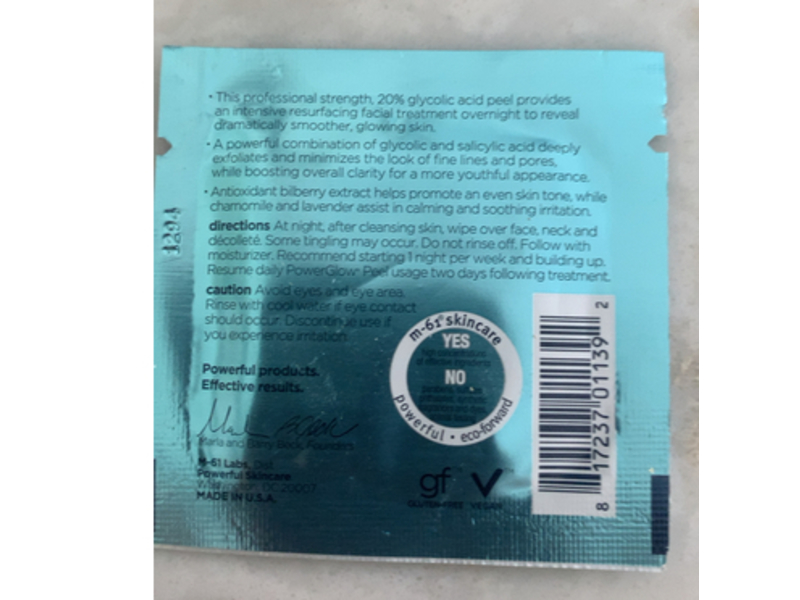 • This professional strength, 20% glycolic acid peel provides
an intensive resurfacing facial treatment overnight to reveal
dramatically smoother, glowing skin.
• A powerful combination of glycolic and salicylic acid deeply
exfoliates and minimizes the look of fine lines and pores,
while boosting overall clarity for a more youthful appearance.
• Antioxidant bilberry extract helps promote an even skin tone, while
chamomile and lavender assist in calming and soothing irritation.
directions At night, after cleansing skin, wipe over face, neck and
décolleté. Some tingling may occur. Do not rinse off. Follow with
moisturizer. Recommend starting 1 night per week and building up.
Resume daily PowerGlow® Peel usage two days following treatment.
caution Avoid eyes and eye area.
Rinse with cool water if eye contact
should occur. Discontinue use if
you experience irritation.
Powerful products.
Effective results.
Marla and Barry Beck, Founders
M-61 Labs,
Powerful Skincare
Washington, DC 20007
MADE IN U.S.A.
m-61® skincare
YES
high concentrations
of effective ingredients
NO
powerful • eco-forward
gf
GLUTEN-FREE
VEGAN
8 17237 01139 2